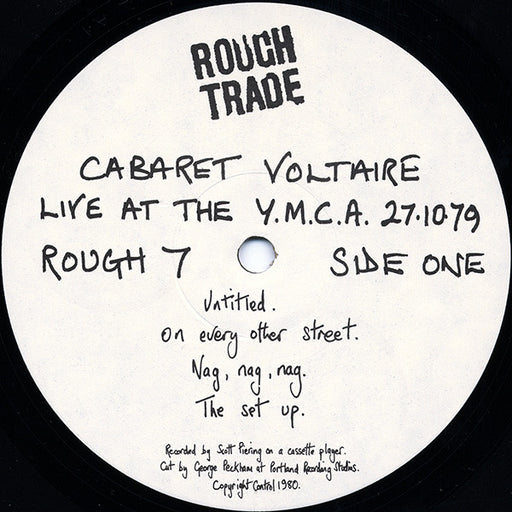 ROUGH
TRADE
CABARET VOLTAIRE
LIVE AT THE Y.M.C.A. 27.10.79
ROUGH 7 SIDE ONE
Untitled.
On every other street.
Nag, nag, nag.
The set up.
Recorded by Scott Piering on a cassette player.
Cut by George Peckham at Portland Recording Studios.
Copyright Control 1980.